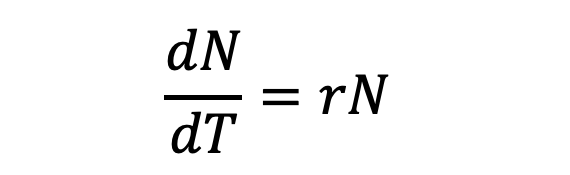 dN/dT = rN